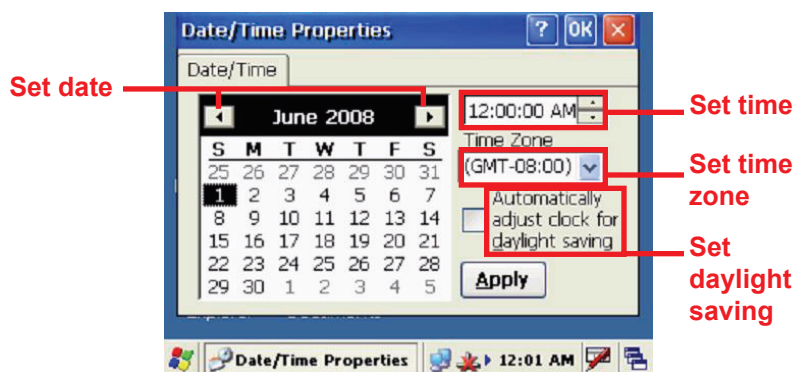 Date/Time Properties ? OK ×
Date/Time
Set date
June 2008
S M T W T F S
25 26 27 28 29 30 31
1 2 3 4 5 6 7
8 9 10 11 12 13 14
15 16 17 18 19 20 21
22 23 24 25 26 27 28
29 30 1 2 3 4 5
12:00:00 AM
Set time
Time Zone
(GMT-08:00)
Set time
zone
Automatically
adjust clock for
daylight saving
Set
daylight
saving
Apply
Date/Time Properties
12:01 AM